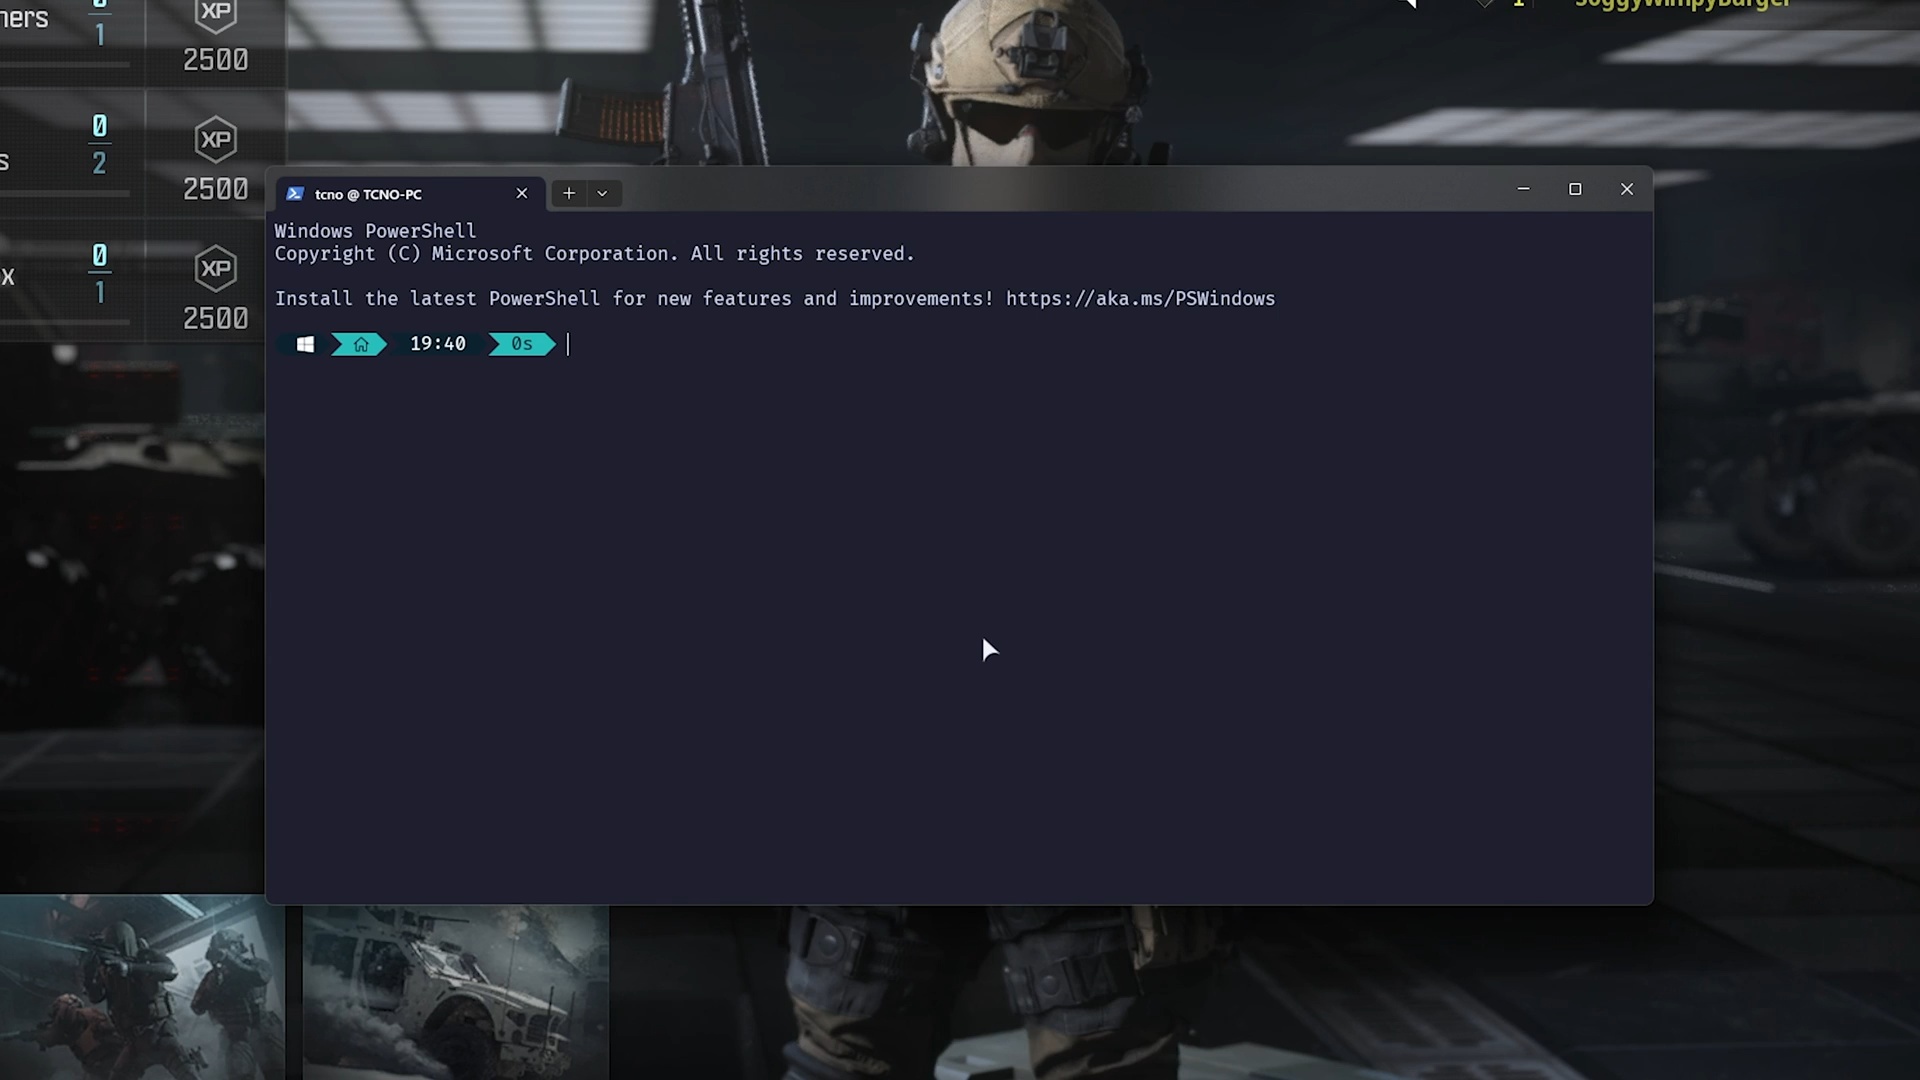 1
XP
2500
0
2
XP
2500
0
1
XP
2500
1
SoggyWimpyBurger
tcno @ TCNO-PC
Windows PowerShell
Copyright (C) Microsoft Corporation. All rights reserved.
Install the latest PowerShell for new features and improvements! https://aka.ms/PSWindows
19:40 0s